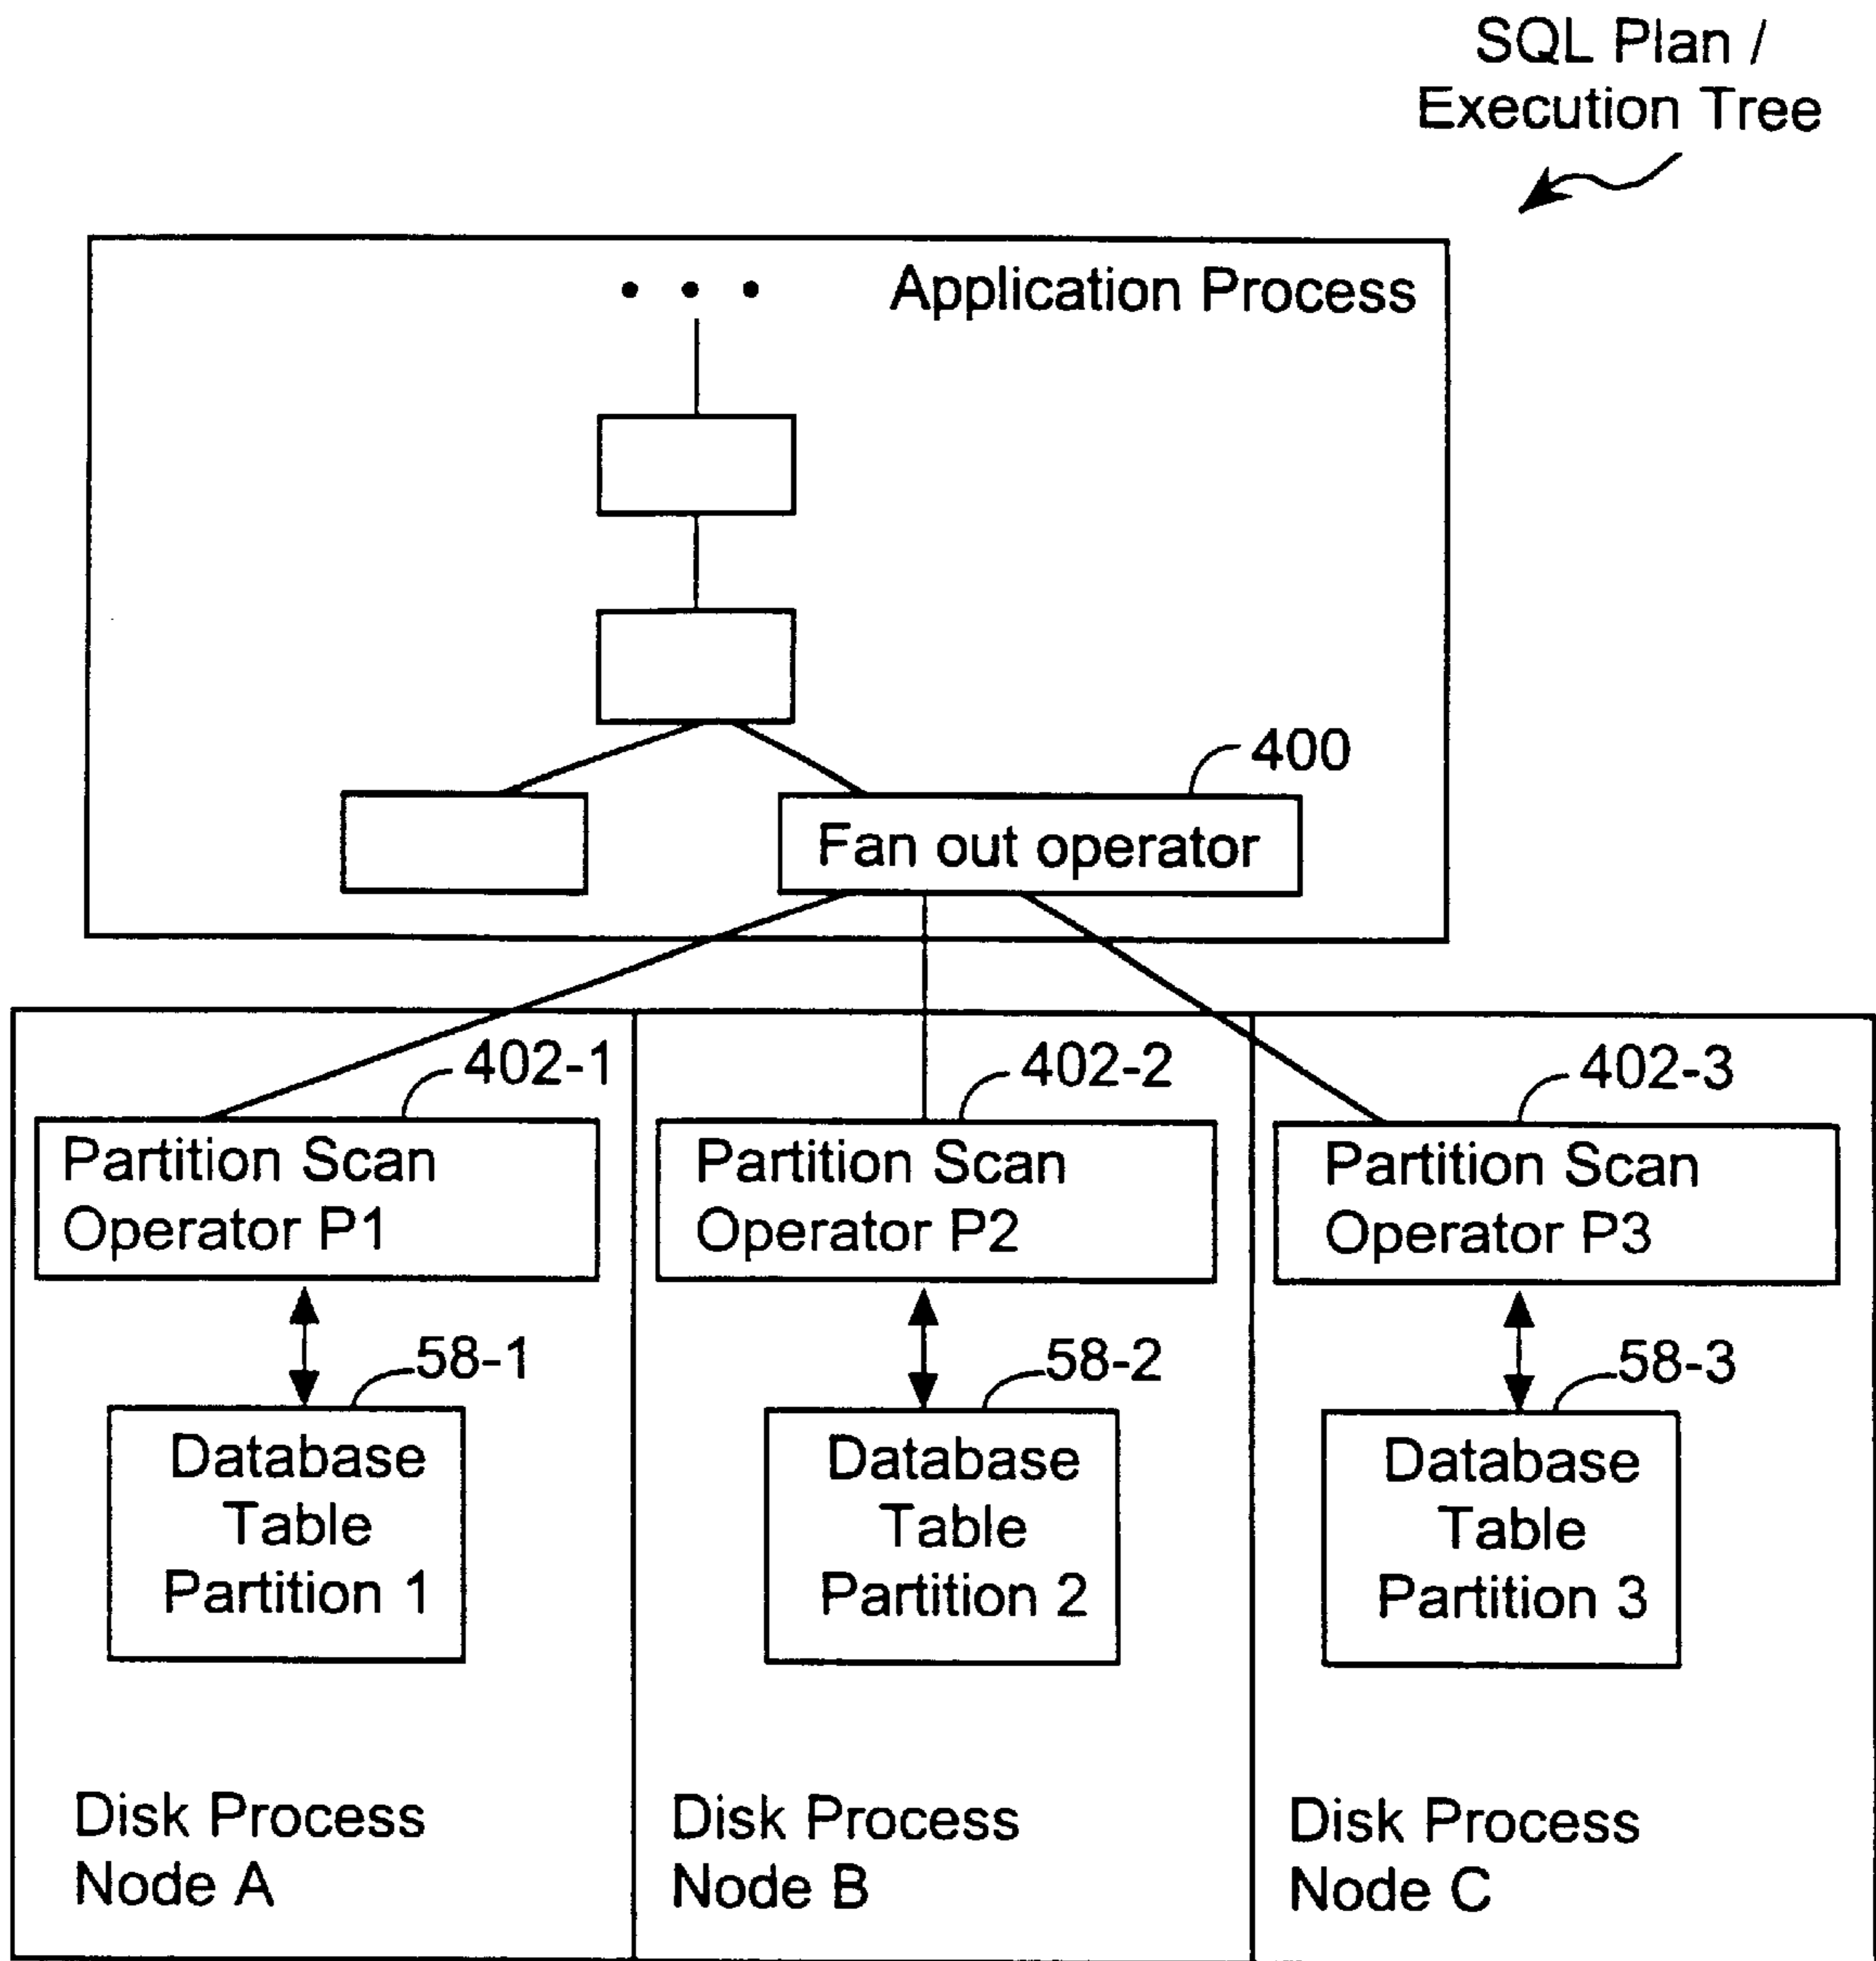 SQL Plan /
Execution Tree
• • •
Application Process
400
Fan out operator
402-1
402-2
402-3
Partition Scan
Operator P1
Partition Scan
Operator P2
Partition Scan
Operator P3
58-1
58-2
58-3
Database
Table
Partition 1
Database
Table
Partition 2
Database
Table
Partition 3
Disk Process
Node A
Disk Process
Node B
Disk Process
Node C